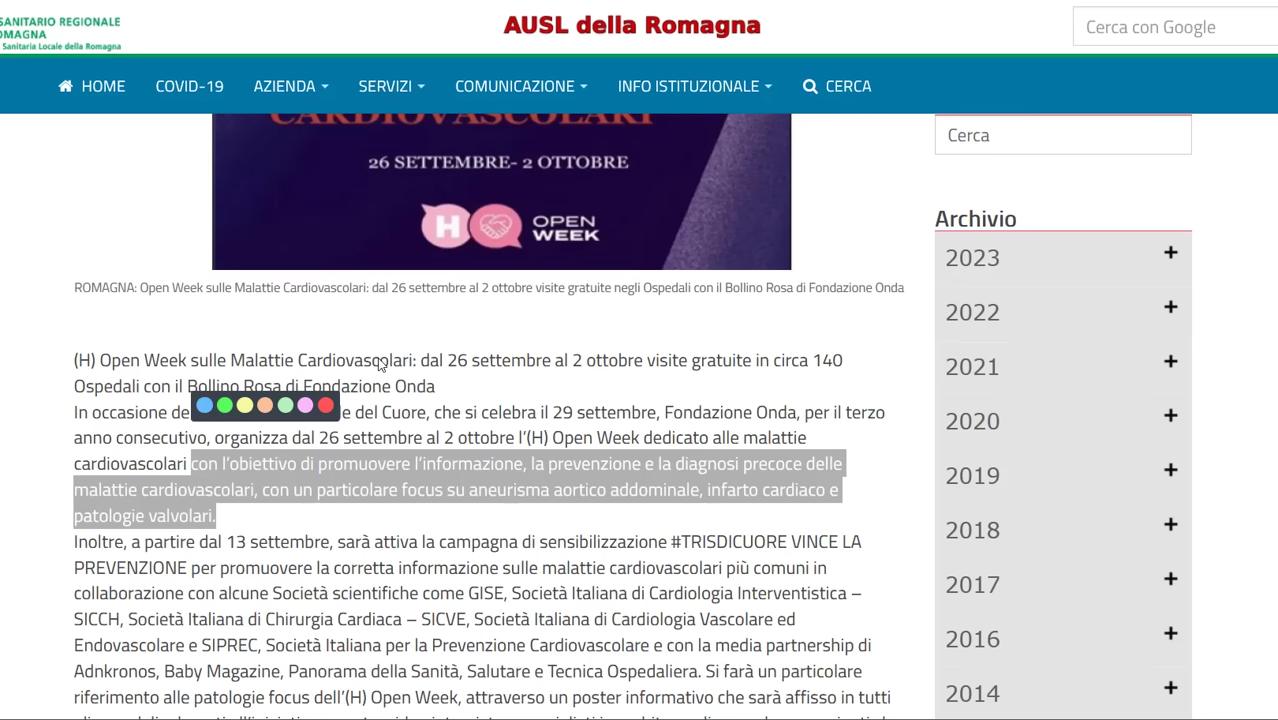 SANITARIO REGIONALE
OMAGNA
Sanitaria Locale della Romagna
AUSL della Romagna
Cerca con Google
HOME
COVID-19
AZIENDA
SERVIZI
COMUNICAZIONE
INFO ISTITUZIONALE
CERCA
CARDIOVASCOLARI
26 SETTEMBRE- 2 OTTOBRE
H OPEN
WEEK
ROMAGNA: Open Week sulle Malattie Cardiovascolari: dal 26 settembre al 2 ottobre visite gratuite negli Ospedali con il Bollino Rosa di Fondazione Onda
(H) Open Week sulle Malattie Cardiovascolari: dal 26 settembre al 2 ottobre visite gratuite in circa 140
Ospedali con il Bollino Rosa di Fondazione Onda
In occasione de e del Cuore, che si celebra il 29 settembre, Fondazione Onda, per il terzo
anno consecutivo, organizza dal 26 settembre al 2 ottobre l’(H) Open Week dedicato alle malattie
cardiovascolari con l’obiettivo di promuovere l’informazione, la prevenzione e la diagnosi precoce delle
malattie cardiovascolari, con un particolare focus su aneurisma aortico addominale, infarto cardiaco e
patologie valvolari.
Inoltre, a partire dal 13 settembre, sarà attiva la campagna di sensibilizzazione #TRISDICUORE VINCE LA
PREVENZIONE per promuovere la corretta informazione sulle malattie cardiovascolari più comuni in
collaborazione con alcune Società scientifiche come GISE, Società Italiana di Cardiologia Interventistica –
SICCH, Società Italiana di Chirurgia Cardiaca – SICVE, Società Italiana di Cardiologia Vascolare ed
Endovascolare e SIPREC, Società Italiana per la Prevenzione Cardiovascolare e con la media partnership di
Adnkronos, Baby Magazine, Panorama della Sanità, Salutare e Tecnica Ospedaliera. Si farà un particolare
riferimento alle patologie focus dell’(H) Open Week, attraverso un poster informativo che sarà affisso in tutti
Cerca
Archivio
2023 +
2022 +
2021 +
2020 +
2019 +
2018 +
2017 +
2016 +
2014 +